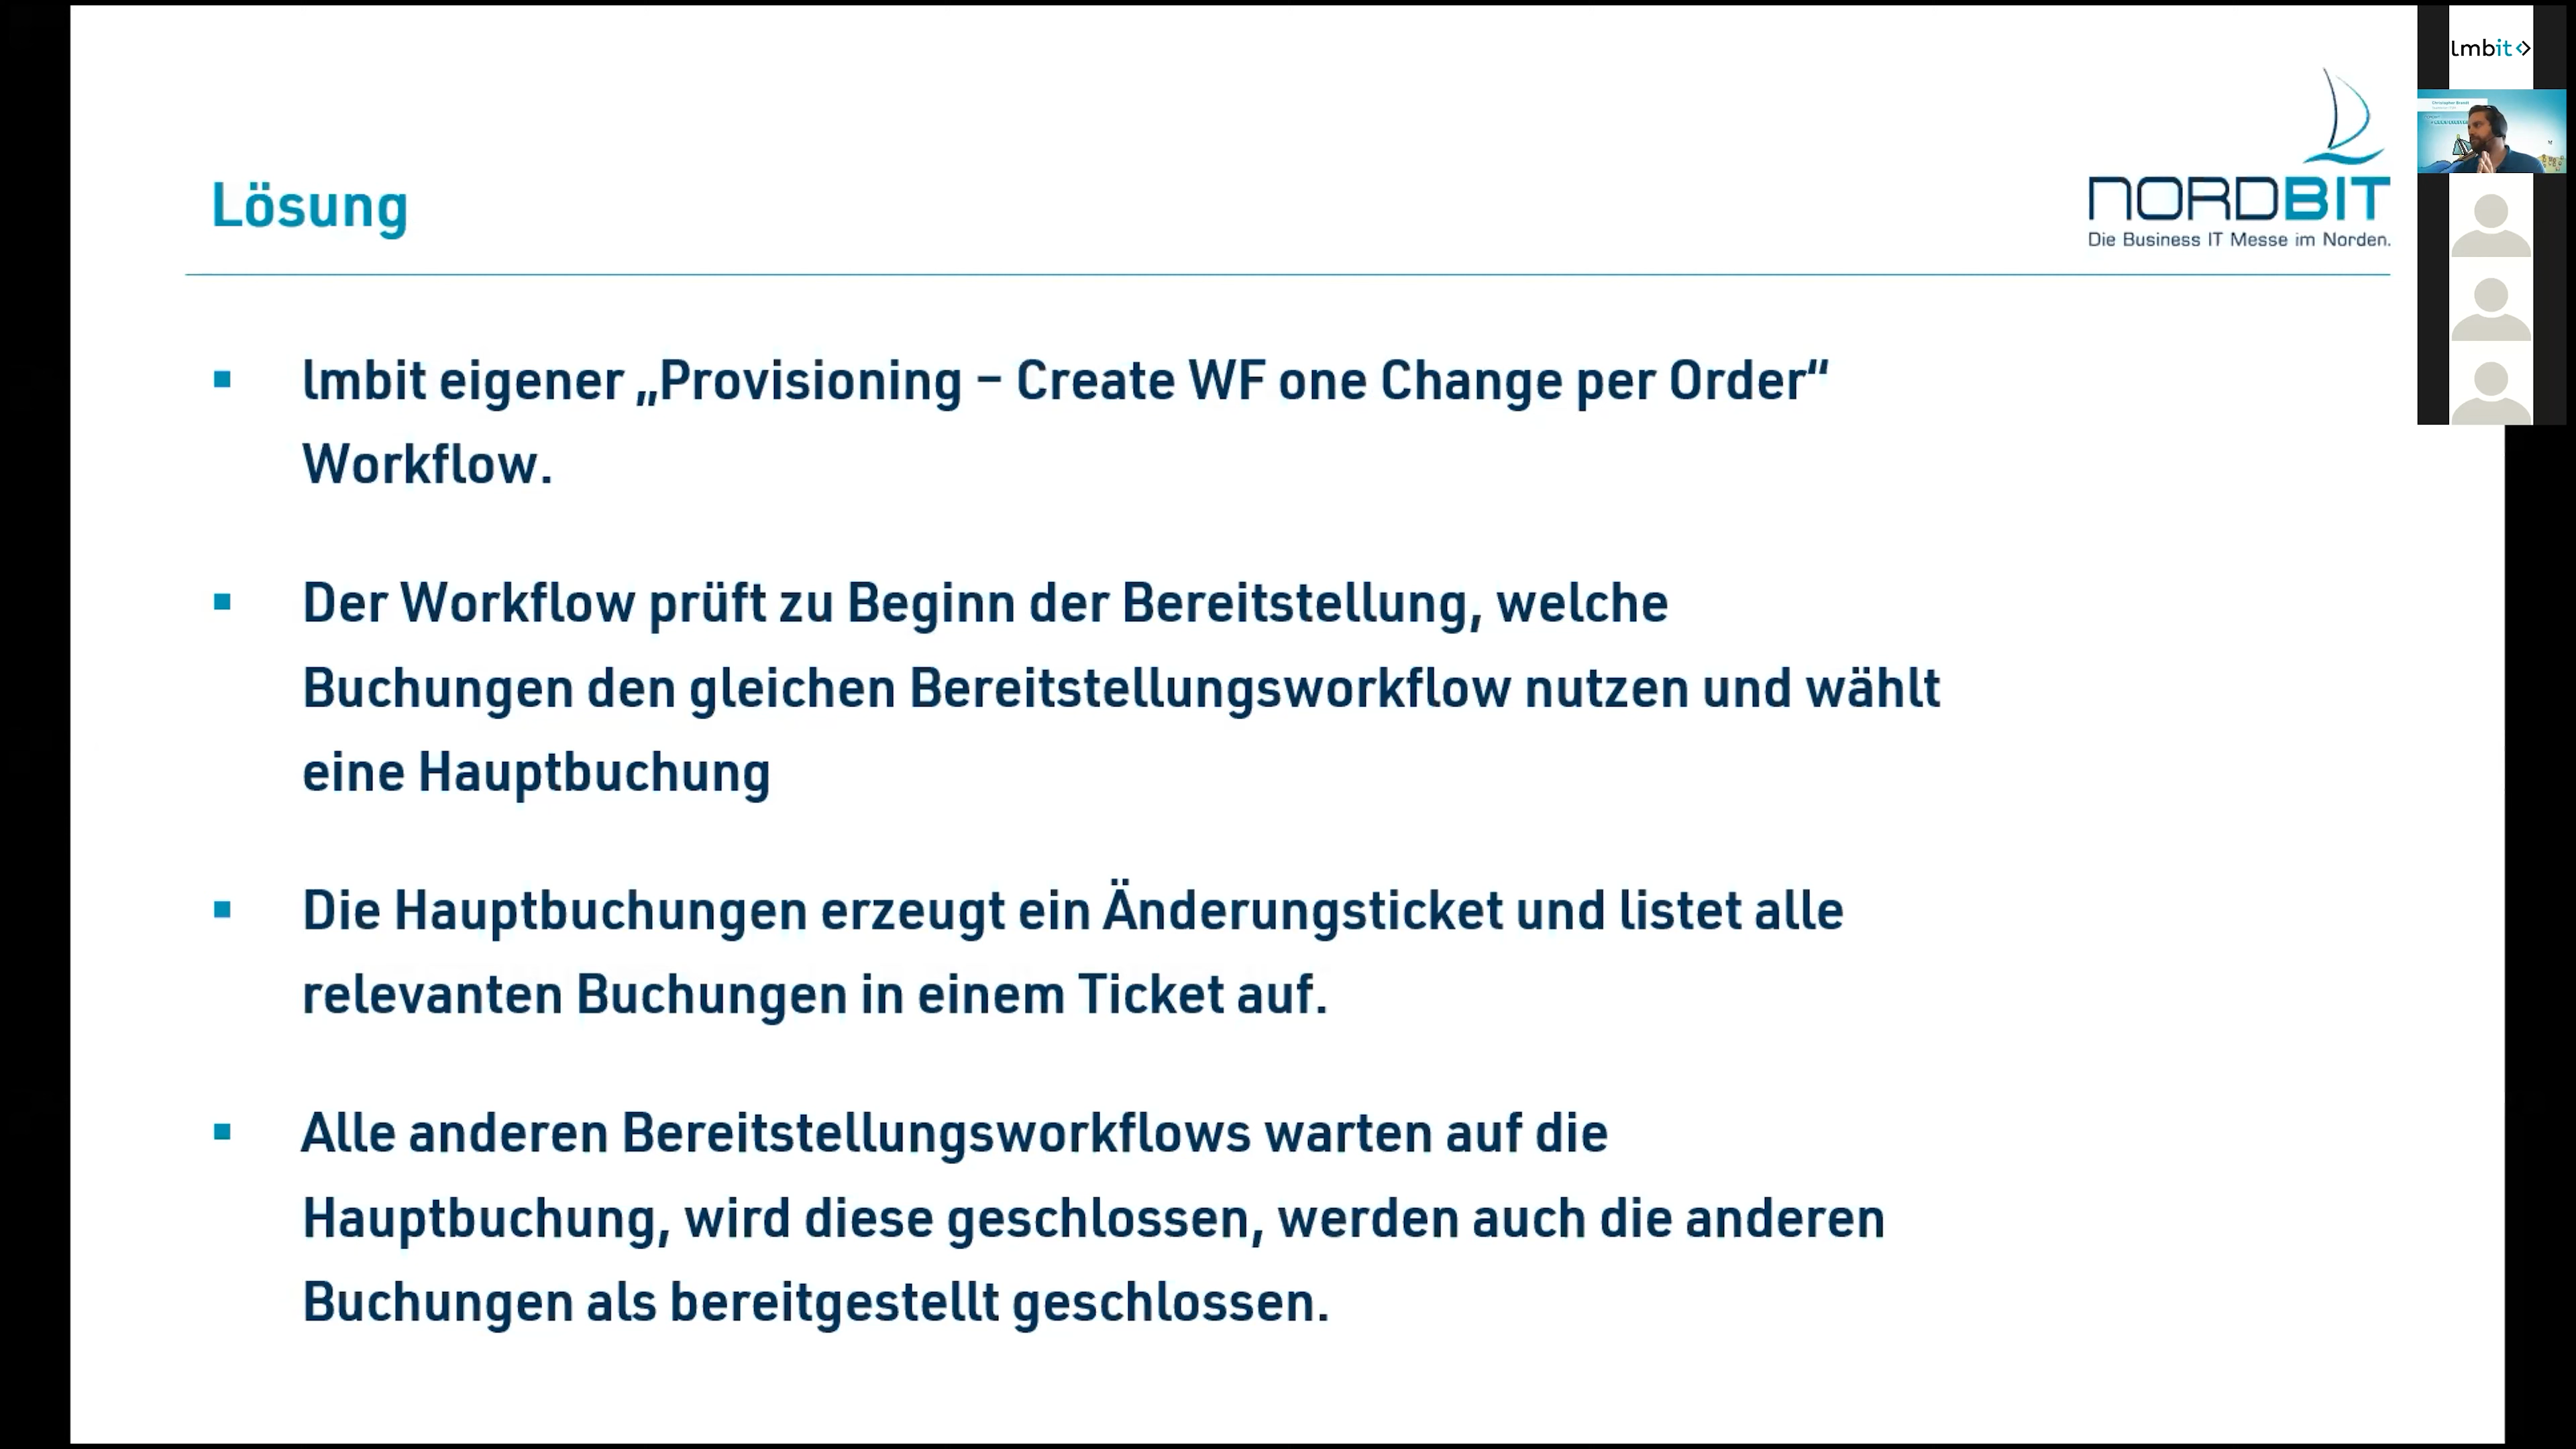 lmbit
Lösung
NORDBIT
Die Business IT Messe im Norden.
▪ lmbit eigener „Provisioning – Create WF one Change per Order“
Workflow.
▪ Der Workflow prüft zu Beginn der Bereitstellung, welche
Buchungen den gleichen Bereitstellungsworkflow nutzen und wählt
eine Hauptbuchung
▪ Die Hauptbuchungen erzeugt ein Änderungsticket und listet alle
relevanten Buchungen in einem Ticket auf.
▪ Alle anderen Bereitstellungsworkflows warten auf die
Hauptbuchung, wird diese geschlossen, werden auch die anderen
Buchungen als bereitgestellt geschlossen.